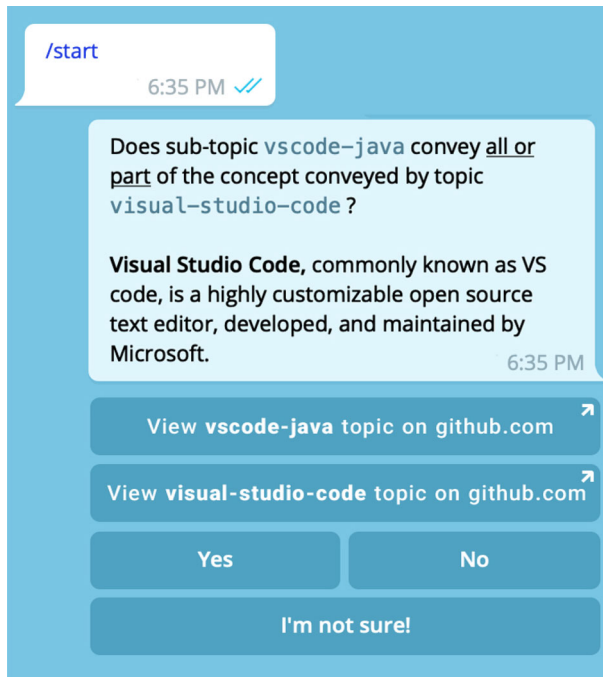 /start
6:35 PM
Does sub-topic vscode-java convey all or
part of the concept conveyed by topic
visual-studio-code ?
Visual Studio Code, commonly known as VS
code, is a highly customizable open source
text editor, developed, and maintained by
Microsoft.
6:35 PM
View vscode-java topic on github.com
View visual-studio-code topic on github.com
Yes No
I'm not sure!